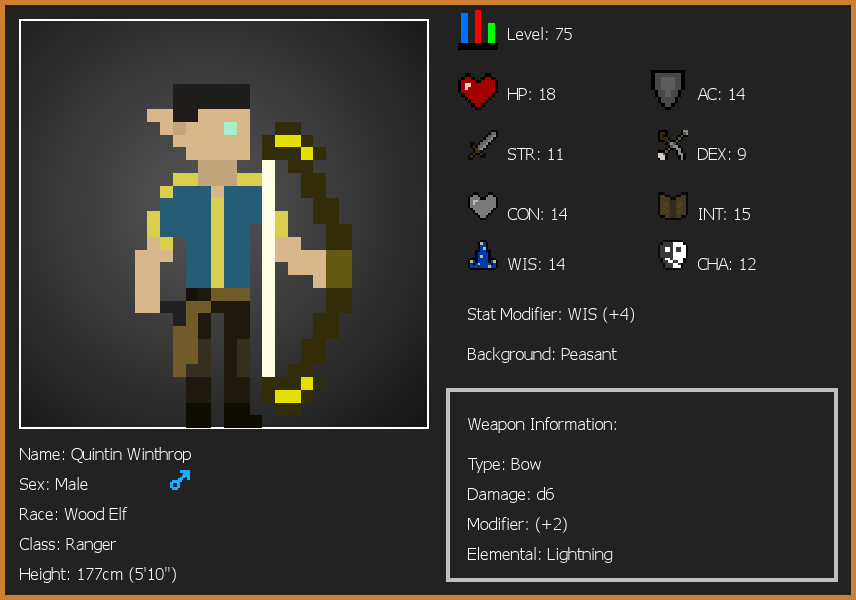 Level: 75
HP: 18
AC: 14
STR: 11
DEX: 9
CON: 14
INT: 15
WIS: 14
CHA: 12
Stat Modifier: WIS (+4)
Background: Peasant
Weapon Information:
Type: Bow
Damage: d6
Modifier: (+2)
Elemental: Lightning
Name: Quintin Winthrop
Sex: Male
Race: Wood Elf
Class: Ranger
Height: 177cm (5'10")